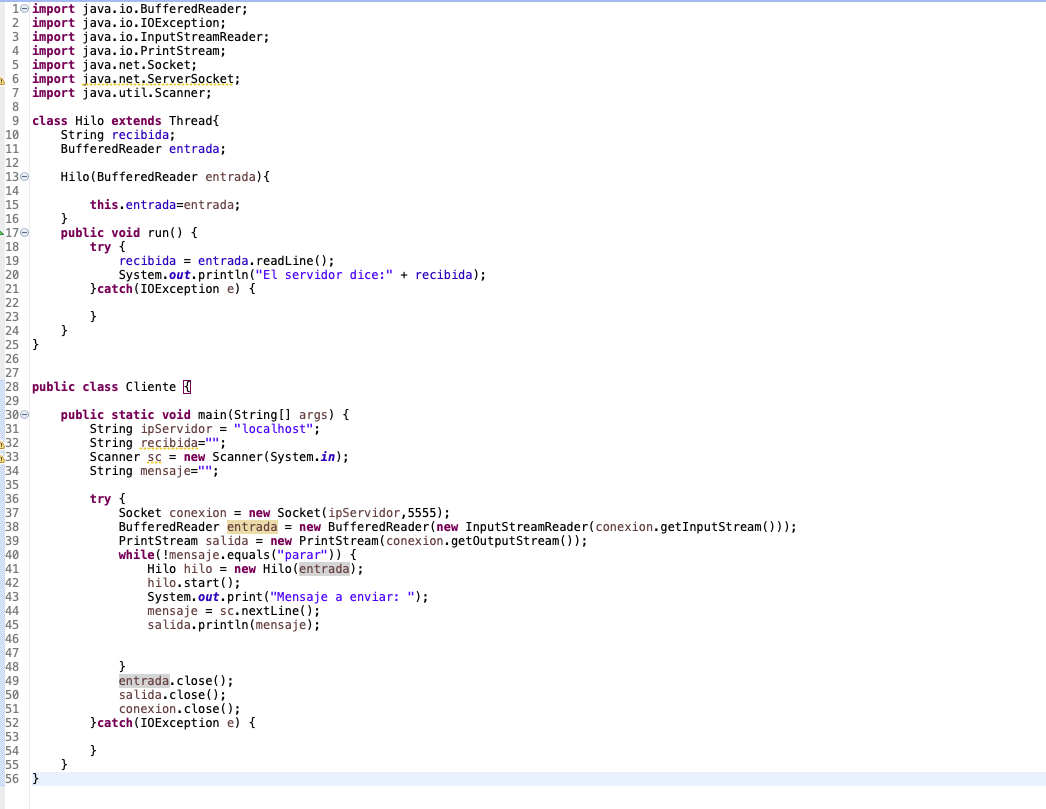 1 import java.io.BufferedReader;
2 import java.io.IOException;
3 import java.io.InputStreamReader;
4 import java.io.PrintStream;
5 import java.net.Socket;
6 import java.net.ServerSocket;
7 import java.util.Scanner;
8
9 class Hilo extends Thread{
10     String recibida;
11     BufferedReader entrada;
12
13     Hilo(BufferedReader entrada){
14
15         this.entrada=entrada;
16     }
17     public void run() {
18         try {
19             recibida = entrada.readLine();
20             System.out.println("El servidor dice:" + recibida);
21         }catch(IOException e) {
22
23         }
24     }
25 }
26
27
28 public class Cliente {
29
30     public static void main(String[] args) {
31         String ipServidor = "localhost";
32         String recibida="";
33         Scanner sc = new Scanner(System.in);
34         String mensaje="";
35
36         try {
37             Socket conexion = new Socket(ipServidor,5555);
38             BufferedReader entrada = new BufferedReader(new InputStreamReader(conexion.getInputStream()));
39             PrintStream salida = new PrintStream(conexion.getOutputStream());
40             while(!mensaje.equals("parar")) {
41                 Hilo hilo = new Hilo(entrada);
42                 hilo.start();
43                 System.out.print("Mensaje a enviar: ");
44                 mensaje = sc.nextLine();
45                 salida.println(mensaje);
46
47
48             }
49             entrada.close();
50             salida.close();
51             conexion.close();
52         }catch(IOException e) {
53
54         }
55     }
56 }